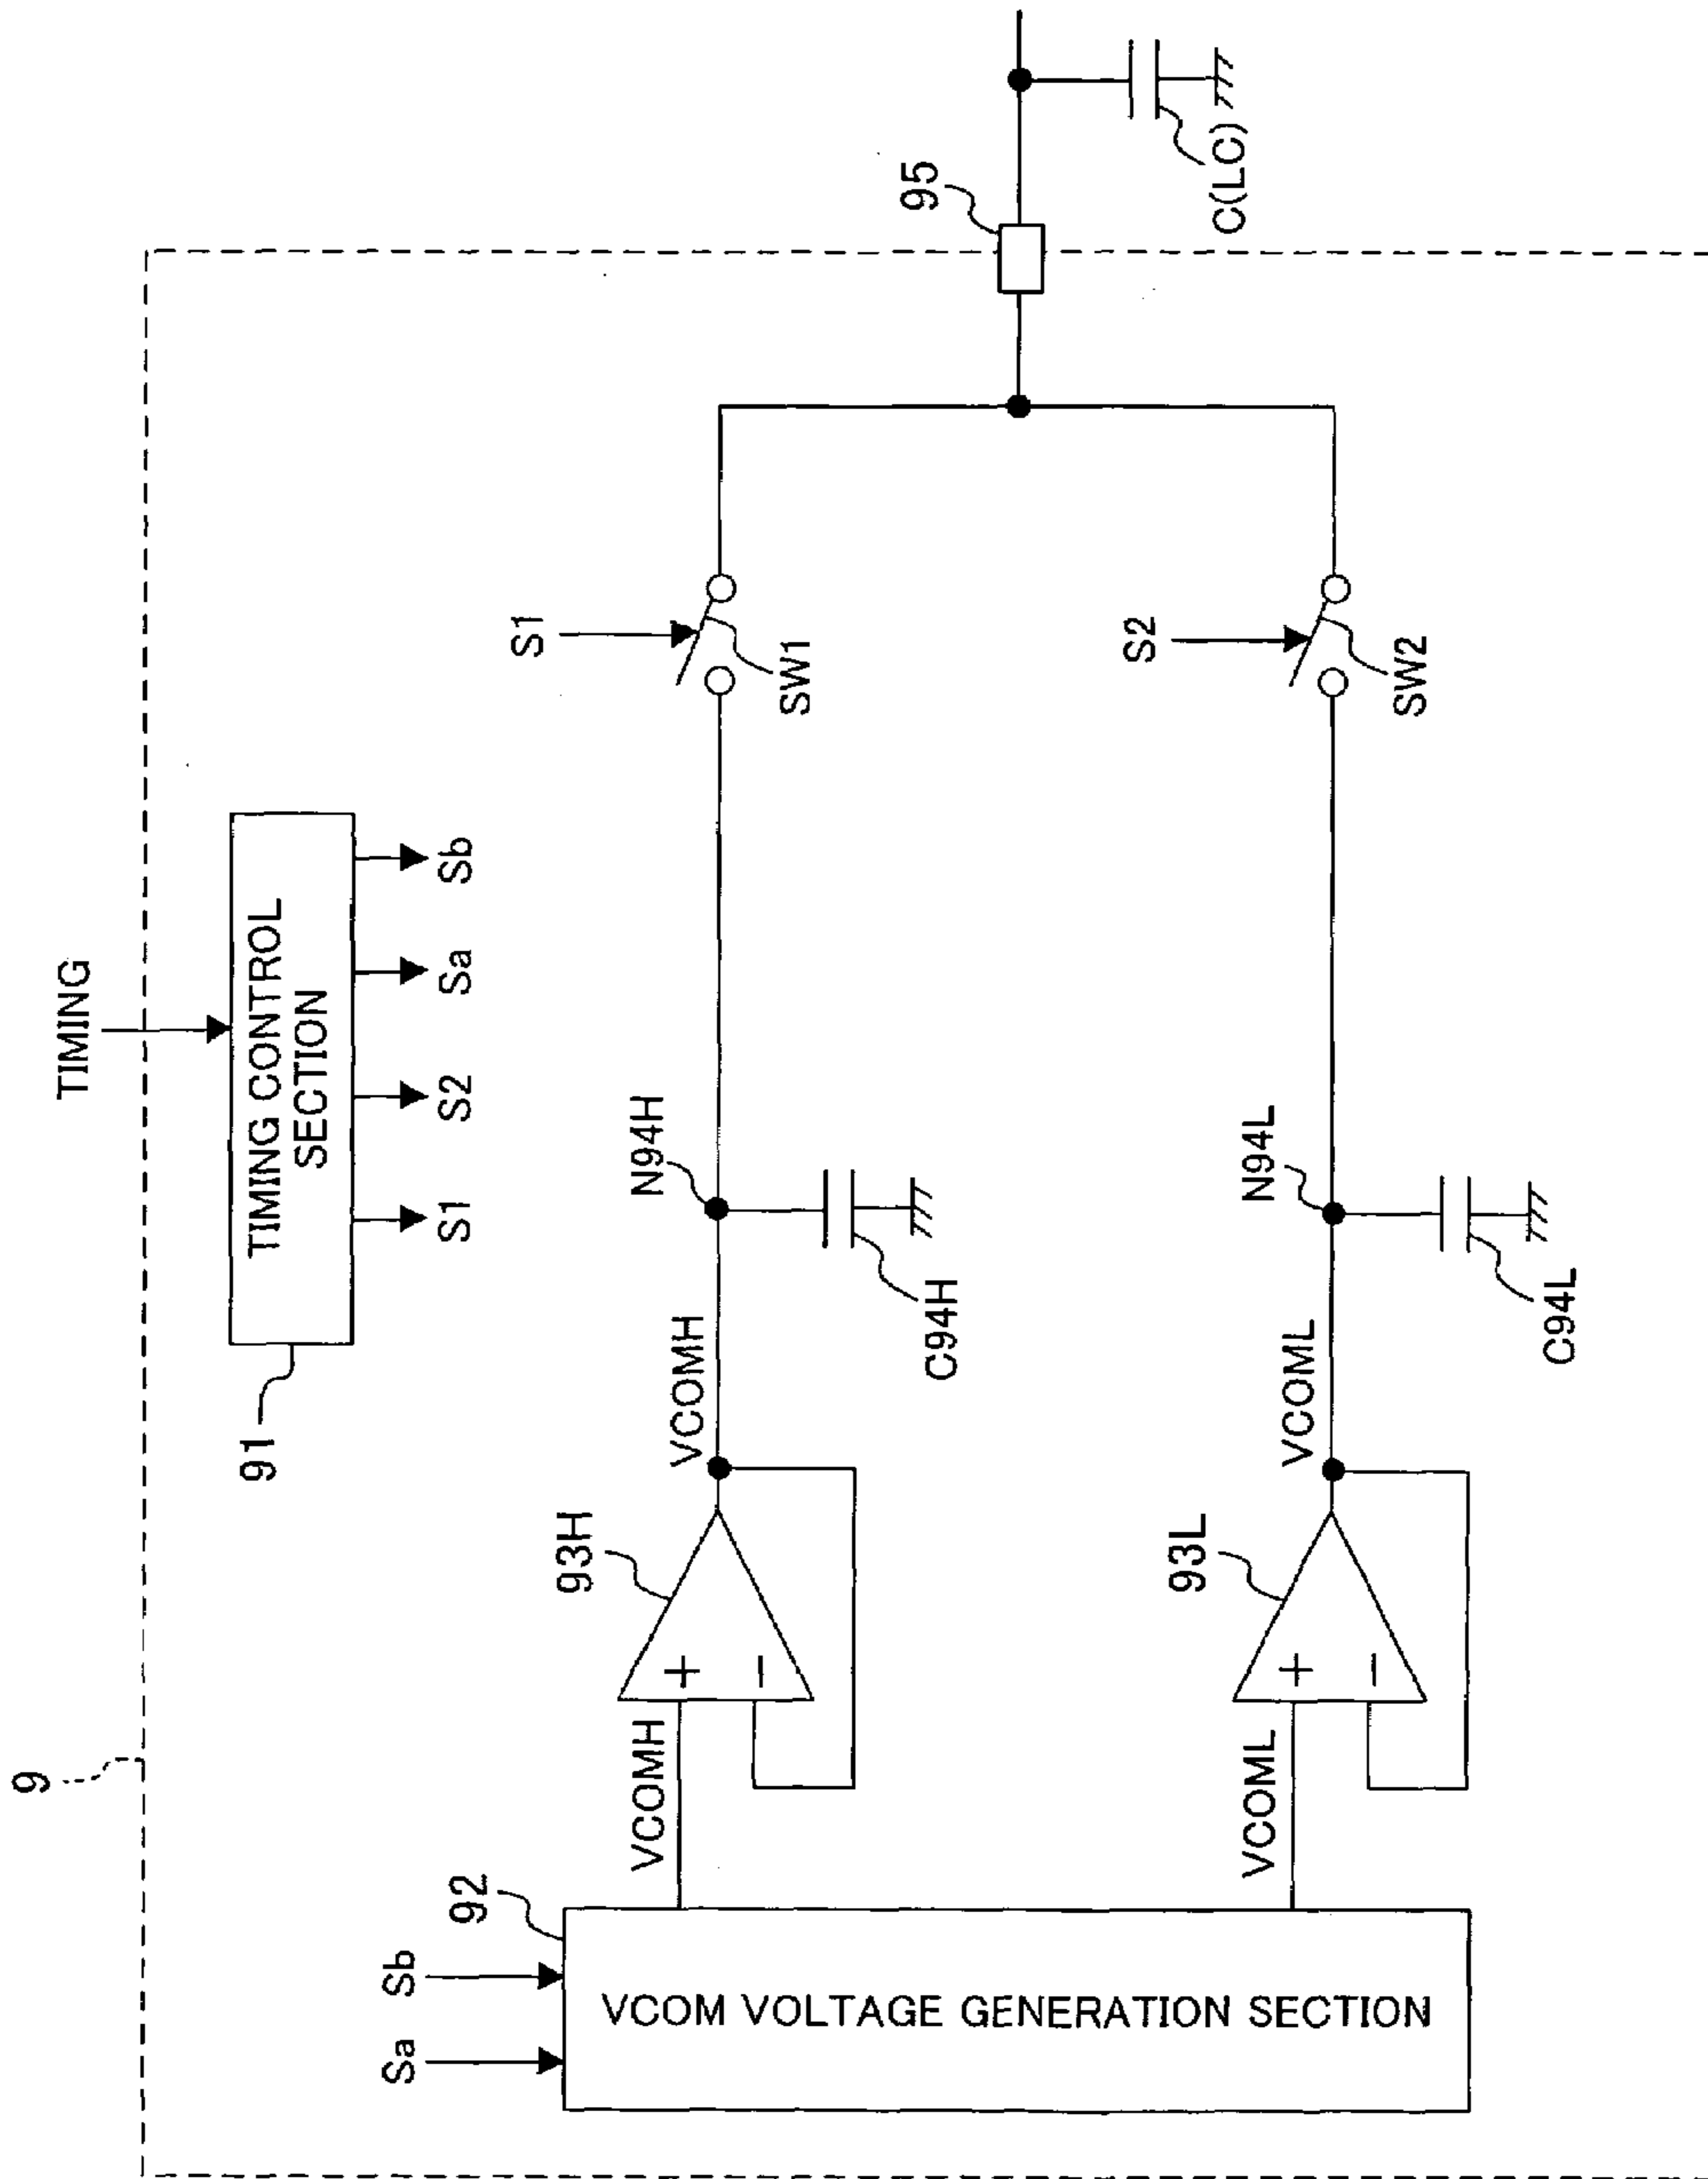 9
TIMING
91
TIMING CONTROL
SECTION
S1
S2
Sa
Sb
Sa
Sb
92
VCOM VOLTAGE GENERATION SECTION
VCOMH
93H
VCOMH
N94H
C94H
S1
SW1
95
C(LC)
VCOML
93L
VCOML
N94L
C94L
S2
SW2